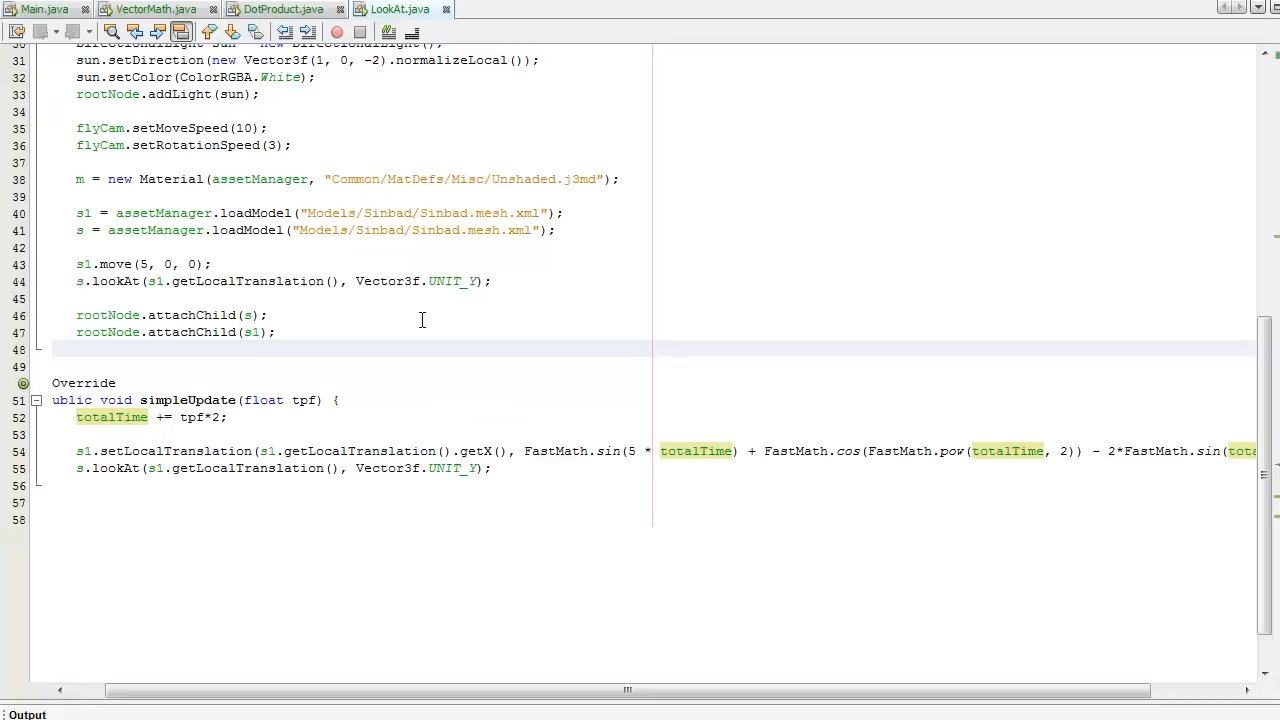 Main.java VectorMath.java DotProduct.java LookAt.java
30 DirectionalLight sun = new DirectionalLight();
31 sun.setDirection(new Vector3f(1, 0, -2).normalizeLocal());
32 sun.setColor(ColorRGBA.White);
33 rootNode.addLight(sun);
34
35 flyCam.setMoveSpeed(10);
36 flyCam.setRotationSpeed(3);
37
38 m = new Material(assetManager, "Common/MatDefs/Misc/Unshaded.j3md");
39
40 s1 = assetManager.loadModel("Models/Sinbad/Sinbad.mesh.xml");
41 s = assetManager.loadModel("Models/Sinbad/Sinbad.mesh.xml");
42
43 s1.move(5, 0, 0);
44 s.lookAt(s1.getLocalTranslation(), Vector3f.UNIT_Y);
45
46 rootNode.attachChild(s);
47 rootNode.attachChild(s1);
48
49
Override
51 ublic void simpleUpdate(float tpf) {
52 totalTime += tpf*2;
53
54 s1.setLocalTranslation(s1.getLocalTranslation().getX(), FastMath.sin(5 * totalTime) + FastMath.cos(FastMath.pow(totalTime, 2)) - 2*FastMath.sin(tota
55 s.lookAt(s1.getLocalTranslation(), Vector3f.UNIT_Y);
56
57
58
Output